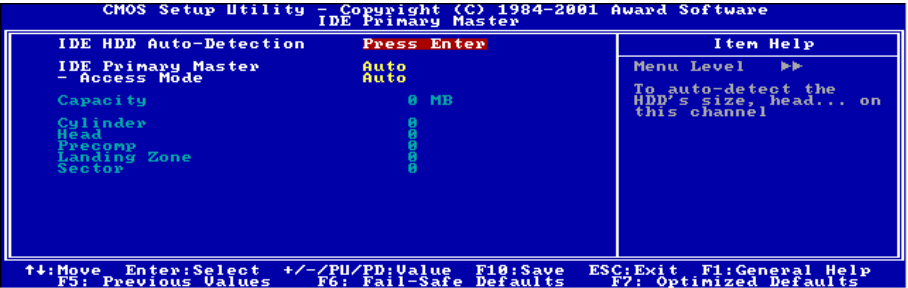 CMOS Setup Utility - Copyright (C) 1984-2001 Award Software
IDE Primary Master
IDE HDD Auto-Detection Press Enter
IDE Primary Master Auto
- Access Mode Auto
Capacity 0 MB
Cylinder 0
Head 0
Precomp 0
Landing Zone 0
Sector 0
Item Help
Menu Level ►►
To auto-detect the
HDD's size, head... on
this channel
↑↓:Move Enter:Select +/-/PU/PD:Value F10:Save ESC:Exit F1:General Help
F5: Previous Values F6: Fail-Safe Defaults F7: Optimized Defaults